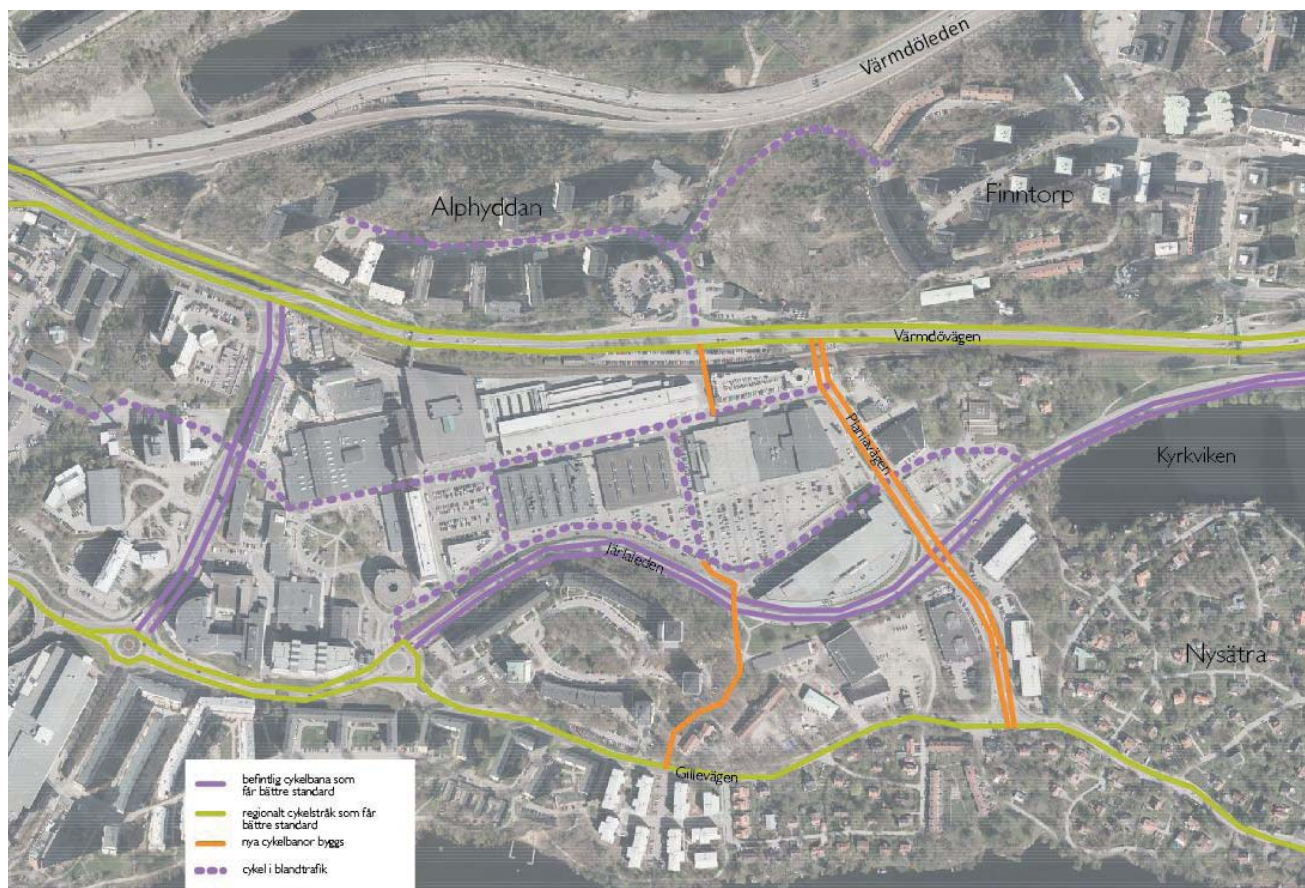 Värmdöleden
Alphyddan
Finntorp
Värmdövägen
Planiavägen
Kyrkviken
Järlaleden
Nysätra
Gillevägen
befintlig cykelbana som
får bättre standard
regionalt cykelstråk som får
bättre standard
nya cykelbanor byggs
cykel i blandtrafik